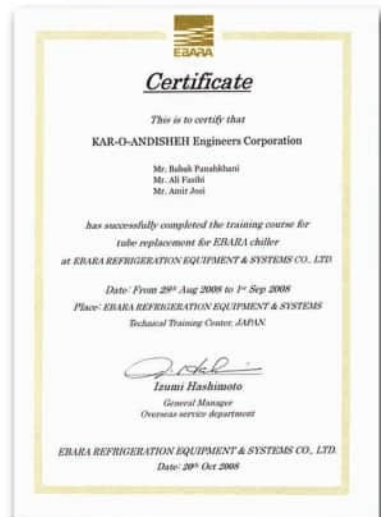 EBARA
Certificate
This is to certify that
KAR-O-ANDISHEH Engineers Corporation
Mr. Babak Panahkhani
Mr. Ali Fasihi
Mr. Amir Jozi
has successfully completed the training course for
tube replacement for EBARA chiller
at EBARA REFRIGERATION EQUIPMENT & SYSTEMS CO., LTD.
Date: From 29th Aug 2008 to 1st Sep 2008
Place: EBARA REFRIGERATION EQUIPMENT & SYSTEMS
Technical Training Center, JAPAN.
Izumi Hashimoto
General Manager
Overseas service department
EBARA REFRIGERATION EQUIPMENT & SYSTEMS CO., LTD.
Date: 20th Oct 2008